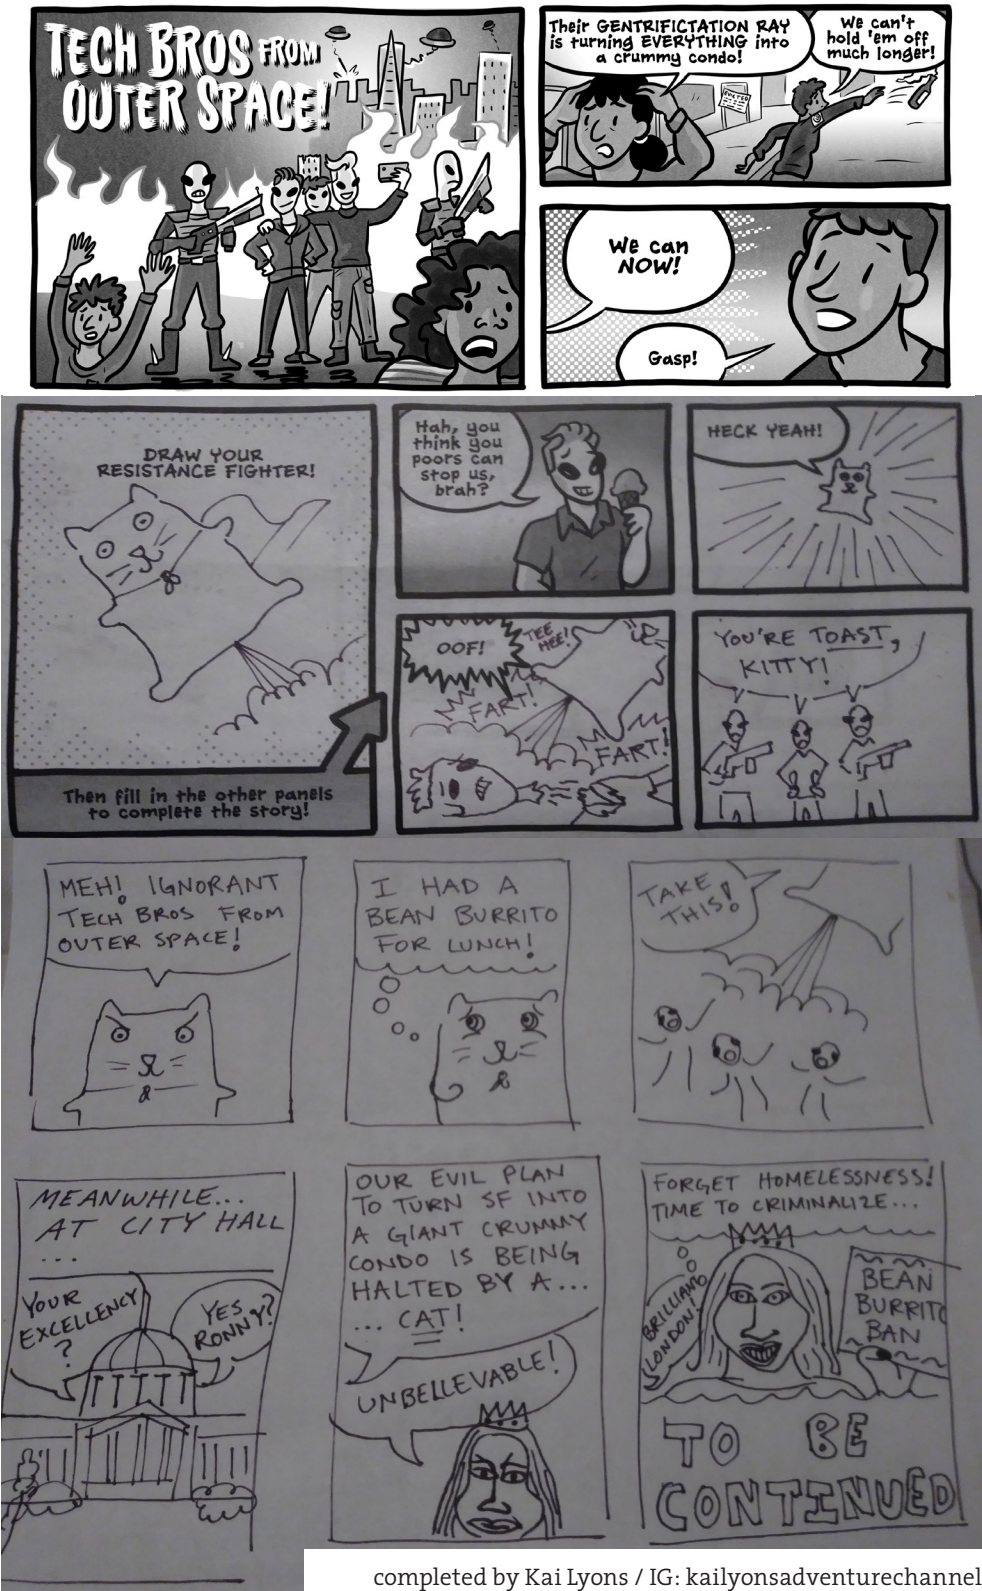 TECH BROS FROM
OUTER SPACE!
Their GENTRIFICTATION RAY
is turning EVERYTHING into
a crummy condo!
We can't
hold 'em off
much longer!
We can
NOW!
Gasp!
DRAW YOUR
RESISTANCE FIGHTER!
Then fill in the other panels
to complete the story!
Hah, you
think you
poors can
stop us,
brah?
HECK YEAH!
OOF!
TEE
HEE!
FART!
FART!
YOU'RE TOAST,
KITTY!
MEH! IGNORANT
TECH BROS FROM
OUTER SPACE!
I HAD A
BEAN BURRITO
FOR LUNCH!
TAKE
THIS!
MEANWHILE...
AT CITY HALL
...
YOUR
EXCELLENCY
?
YES
RONNY?
OUR EVIL PLAN
TO TURN SF INTO
A GIANT CRUMMY
CONDO IS BEING
HALTED BY A...
... CAT!
UNBELIEVABLE!
FORGET HOMELESSNESS!
TIME TO CRIMINALIZE...
BRILLIANT
LONDON!
BEAN
BURRITO
BAN
TO BE
CONTINUED
completed by Kai Lyons / IG: kailyonsadventurechannel